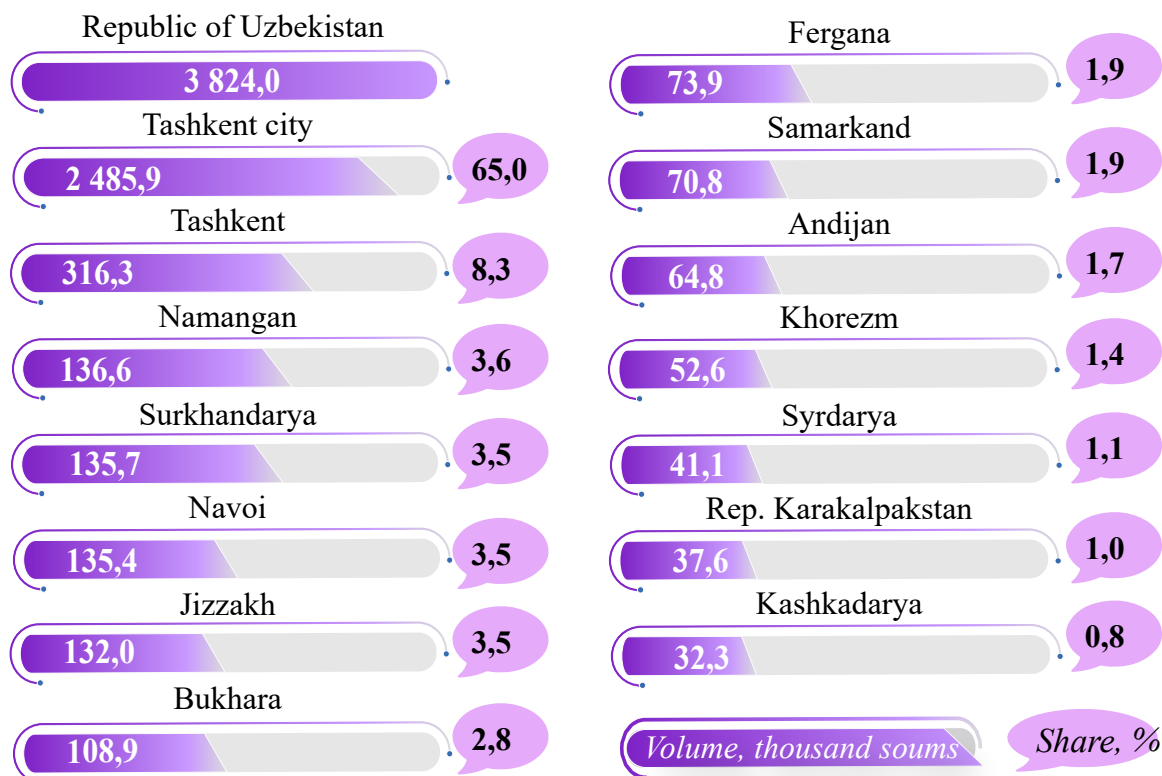 Republic of Uzbekistan
3 824,0
Tashkent city
2 485,9
65,0
Tashkent
316,3
8,3
Namangan
136,6
3,6
Surkhandarya
135,7
3,5
Navoi
135,4
3,5
Jizzakh
132,0
3,5
Bukhara
108,9
2,8
Fergana
73,9
1,9
Samarkand
70,8
1,9
Andijan
64,8
1,7
Khorezm
52,6
1,4
Syrdarya
41,1
1,1
Rep. Karakalpakstan
37,6
1,0
Kashkadarya
32,3
0,8
Volume, thousand soums
Share, %